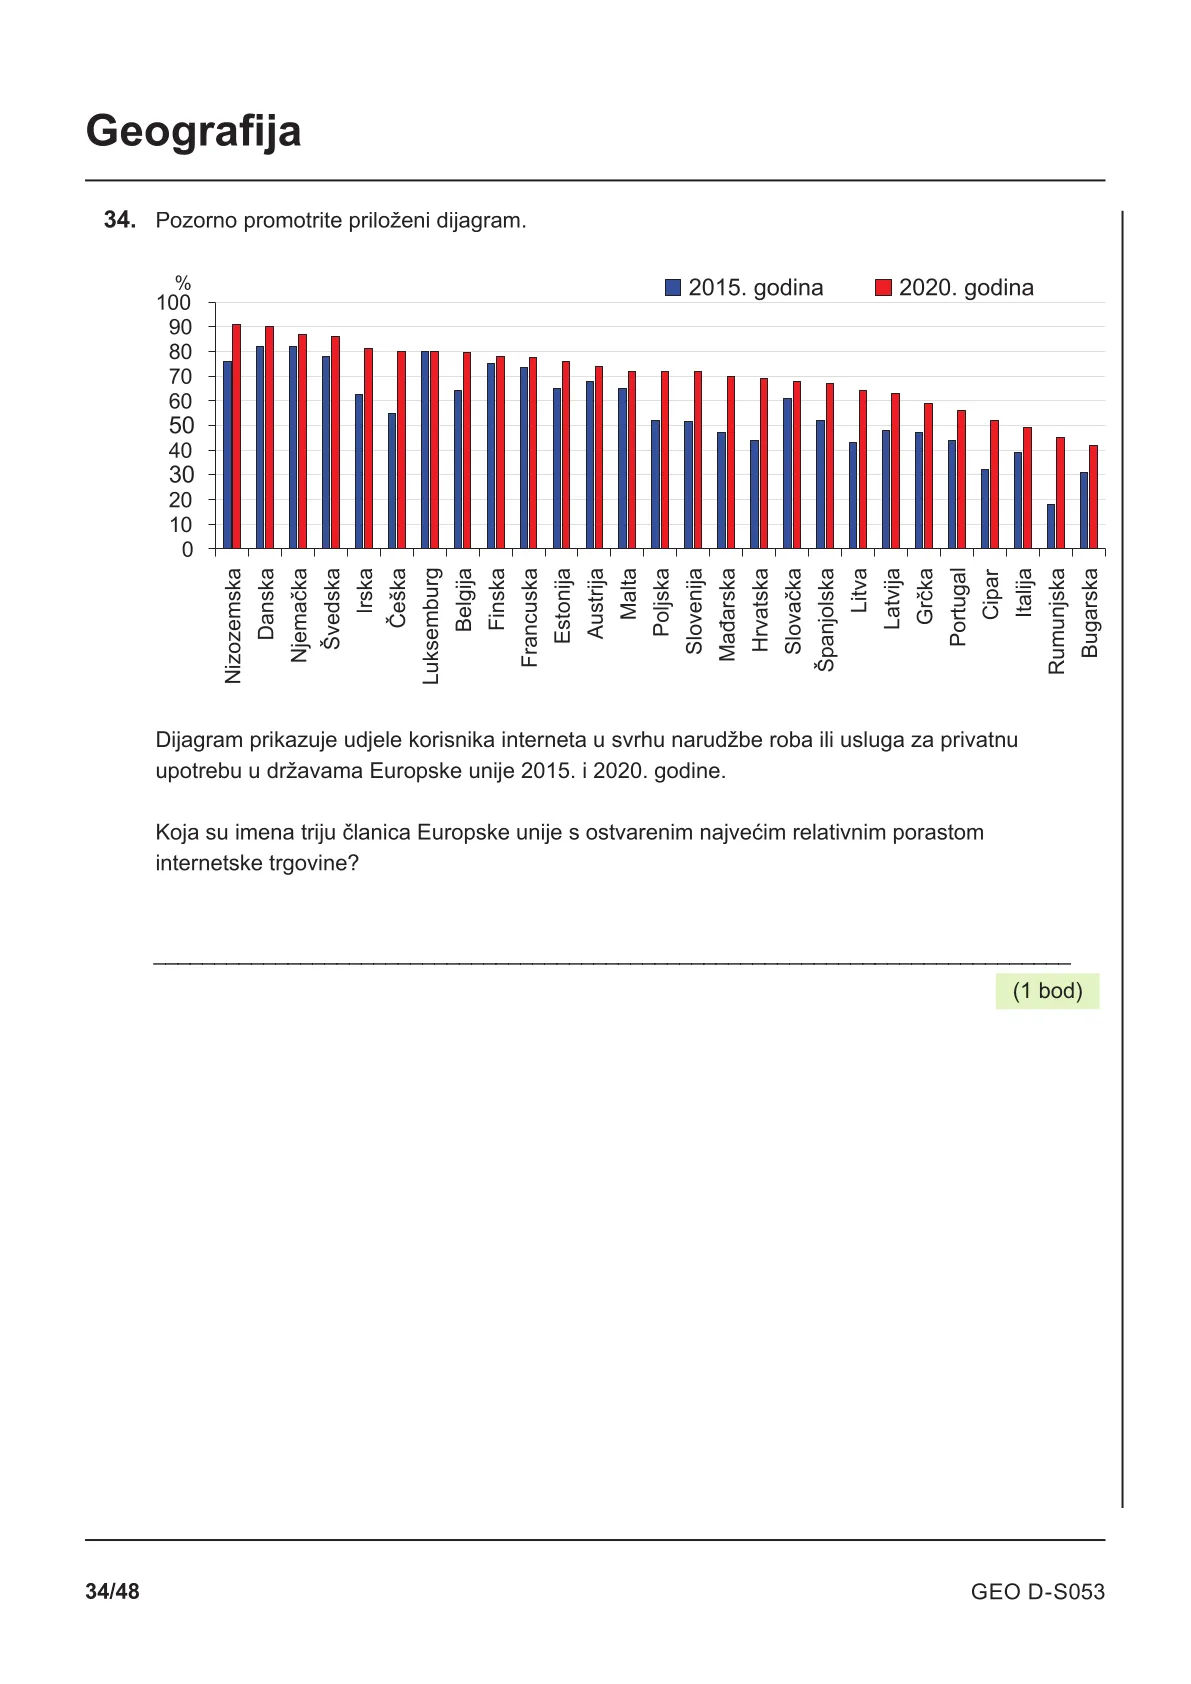 Geografija
34. Pozorno promotrite priloženi dijagram.
%
2015. godina 2020. godina
100
90
80
70
60
50
40
30
20
10
0
Nizozemska
Danska
Njemačka
Švedska
Irska
Češka
Luksemburg
Belgija
Finska
Francuska
Estonija
Austrija
Malta
Poljska
Slovenija
Mađarska
Hrvatska
Slovačka
Španjolska
Litva
Latvija
Grčka
Portugal
Cipar
Italija
Rumunjska
Bugarska
Dijagram prikazuje udjele korisnika interneta u svrhu narudžbe roba ili usluga za privatnu
upotrebu u državama Europske unije 2015. i 2020. godine.
Koja su imena triju članica Europske unije s ostvarenim najvećim relativnim porastom
internetske trgovine?
(1 bod)
34/48
GEO D-S053